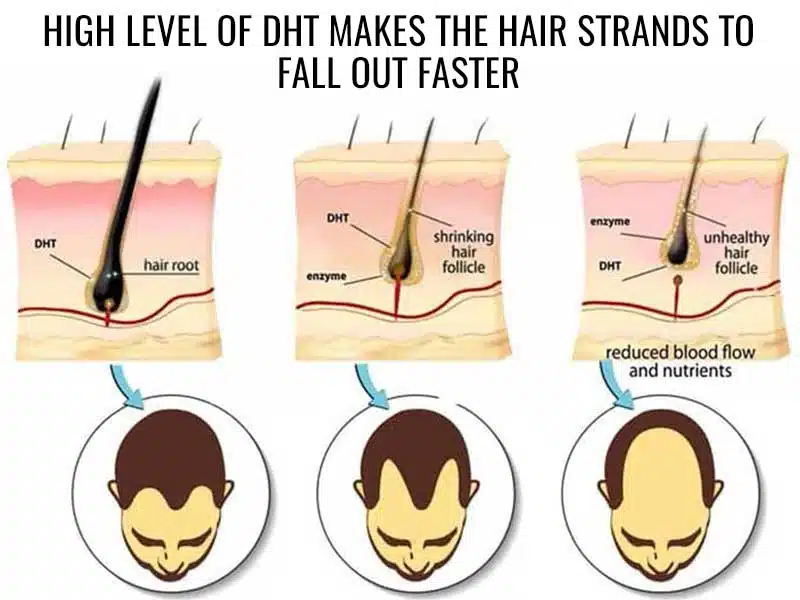 HIGH LEVEL OF DHT MAKES THE HAIR STRANDS TO
FALL OUT FASTER
DHT
hair root
DHT
shrinking
hair
follicle
enzyme
enzyme
unhealthy
hair
follicle
DHT
reduced blood flow
and nutrients